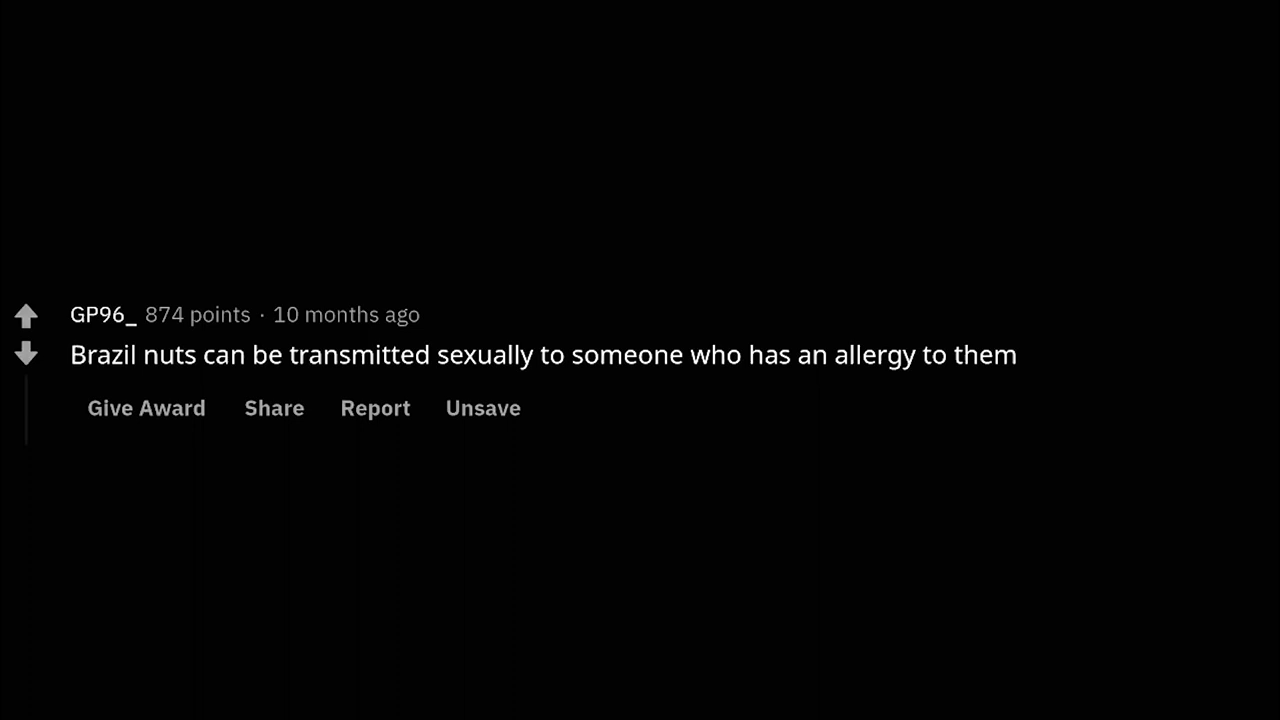 GP96_ 874 points · 10 months ago
Brazil nuts can be transmitted sexually to someone who has an allergy to them
Give Award Share Report Unsave